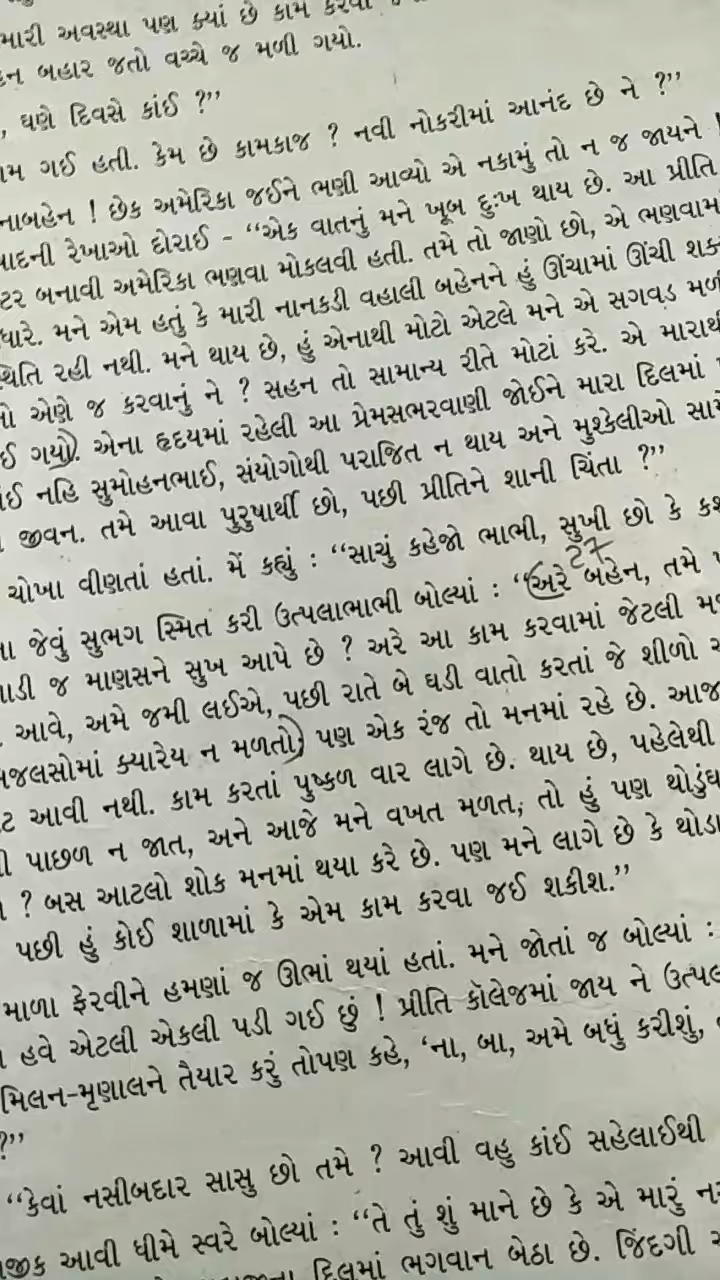 મારી અવસ્થા પણ ક્યાં છે કામ કરવા
બહાર જતો વચ્ચે જ મળી ગયો.
, ઘણે દિવસે કાંઈ ?”
ગઈ હતી. કેમ છે કામકાજ ? નવી નોકરીમાં આનંદ છે ને ?”
નાબહેન ! છેક અમેરિકા જઈને ભણી આવ્યો એ નકામું તો ન જ જાયને !
ની રેખાઓ દોરાઈ – “એક વાતનું મને ખૂબ દુઃખ થાય છે. આ પ્રીતિ
ટર બનાવી અમેરિકા ભણવા મોકલવી હતી. તમે તો જાણો છો, એ ભણવામ
ધારે. મને એમ હતું કે મારી નાનકડી વહાલી બહેનને હું ઊંચામાં ઊંચી શક્
થિતિ રહી નથી. મને થાય છે, હું એનાથી મોટો એટલે મને એ સગવડ મળી
એણે જ કરવાનું ને ? સહન તો સામાન્ય રીતે મોટાં કરે. એ મારાથી
ઈ ગયો. એના હૃદયમાં રહેલી આ પ્રેમસભરવાણી જોઈને મારા દિલમાં
ઈ નહિ સુમોહનભાઈ, સંયોગોથી પરાજિત ન થાય અને મુશ્કેલીઓ સામે
જીવન. તમે આવા પુરુષાર્થી છો, પછી પ્રીતિને શાની ચિંતા ?”
ચોખા વીણતાં હતાં. મેં કહ્યું : “સાચું કહેજો ભાભી, સુખી છો કે કશ
27
જેવું સુભગ સ્મિત કરી ઉત્પલાભાભી બોલ્યાં : “અરે બહેન, તમે
ાડી જ માણસને સુખ આપે છે ? અરે આ કામ કરવામાં જેટલી મજ
આવે, અમે જમી લઈએ, પછી રાતે બે ઘડી વાતો કરતાં જે શીળો
જલસોમાં ક્યારેય ન મળતો) પણ એક રંજ તો મનમાં રહે છે. આજ
ટ આવી નથી. કામ કરતાં પુષ્કળ વાર લાગે છે. થાય છે, પહેલેથી
પાછળ ન જાત, અને આજે મને વખત મળત, તો હું પણ થોડુંઘ
? બસ આટલો શોક મનમાં થયા કરે છે. પણ મને લાગે છે કે થોડા
પછી હું કોઈ શાળામાં કે એમ કામ કરવા જઈ શકીશ.”
માળા ફેરવીને હમણાં જ ઊભાં થયાં હતાં. મને જોતાં જ બોલ્યાં :
હવે એટલી એકલી પડી ગઈ છું ! પ્રીતિ કૉલેજમાં જાય ને ઉત્પલ
મિલન-મૃણાલને તૈયાર કરું તોપણ કહે, ‘ના, બા, અમે બધું કરીશું,
?”
“કેવાં નસીબદાર સાસુ છો તમે ? આવી વહુ કાંઈ સહેલાઈથી
જીક આવી ધીમે સ્વરે બોલ્યાં : “તે તું શું માને છે કે એ મારું
દિલમાં ભગવાન બેઠા છે. જિંદગી